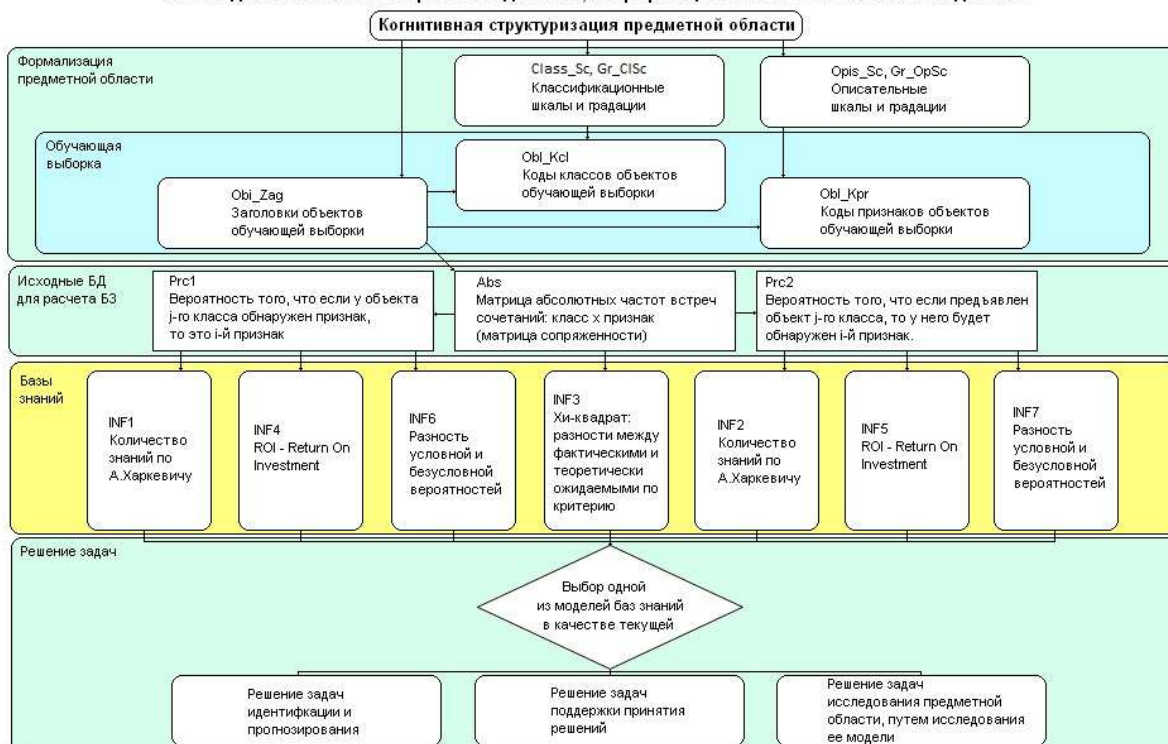 Когнитивная структуризация предметной области
Формализация
предметной области
Class_Sc, Gr_ClSc
Классификационные
шкалы и градации
Opis_Sc, Gr_OpSc
Описательные
шкалы и градации
Обучающая
выборка
Obl_Kcl
Коды классов объектов
обучающей выборки
Obi_Zag
Заголовки объектов
обучающей выборки
Obl_Kpr
Коды признаков объектов
обучающей выборки
Исходные БД
для расчета БЗ
Prc1
Вероятность того, что если у объекта
j-го класса обнаружен признак,
то это i-й признак
Abs
Матрица абсолютных частот встреч
сочетаний: класс x признак
(матрица сопряженности)
Prc2
Вероятность того, что если предъявлен
объект j-го класса, то у него будет
обнаружен i-й признак.
Базы
знаний
INF1
Количество
знаний по
А.Харкевичу
INF4
ROI - Return On
Investment
INF6
Разность
условной и
безусловной
вероятностей
INF3
Хи-квадрат:
разности между
фактическими и
теоретически
ожидаемыми по
критерию
INF2
Количество
знаний по
А.Харкевичу
INF5
ROI - Return On
Investment
INF7
Разность
условной и
безусловной
вероятностей
Решение задач
Выбор одной
из моделей баз знаний
в качестве текущей
Решение задач
идентифкации и
прогнозирования
Решение задач
поддержки принятия
решений
Решение задач
исследования предметной
области, путем исследования
ее модели